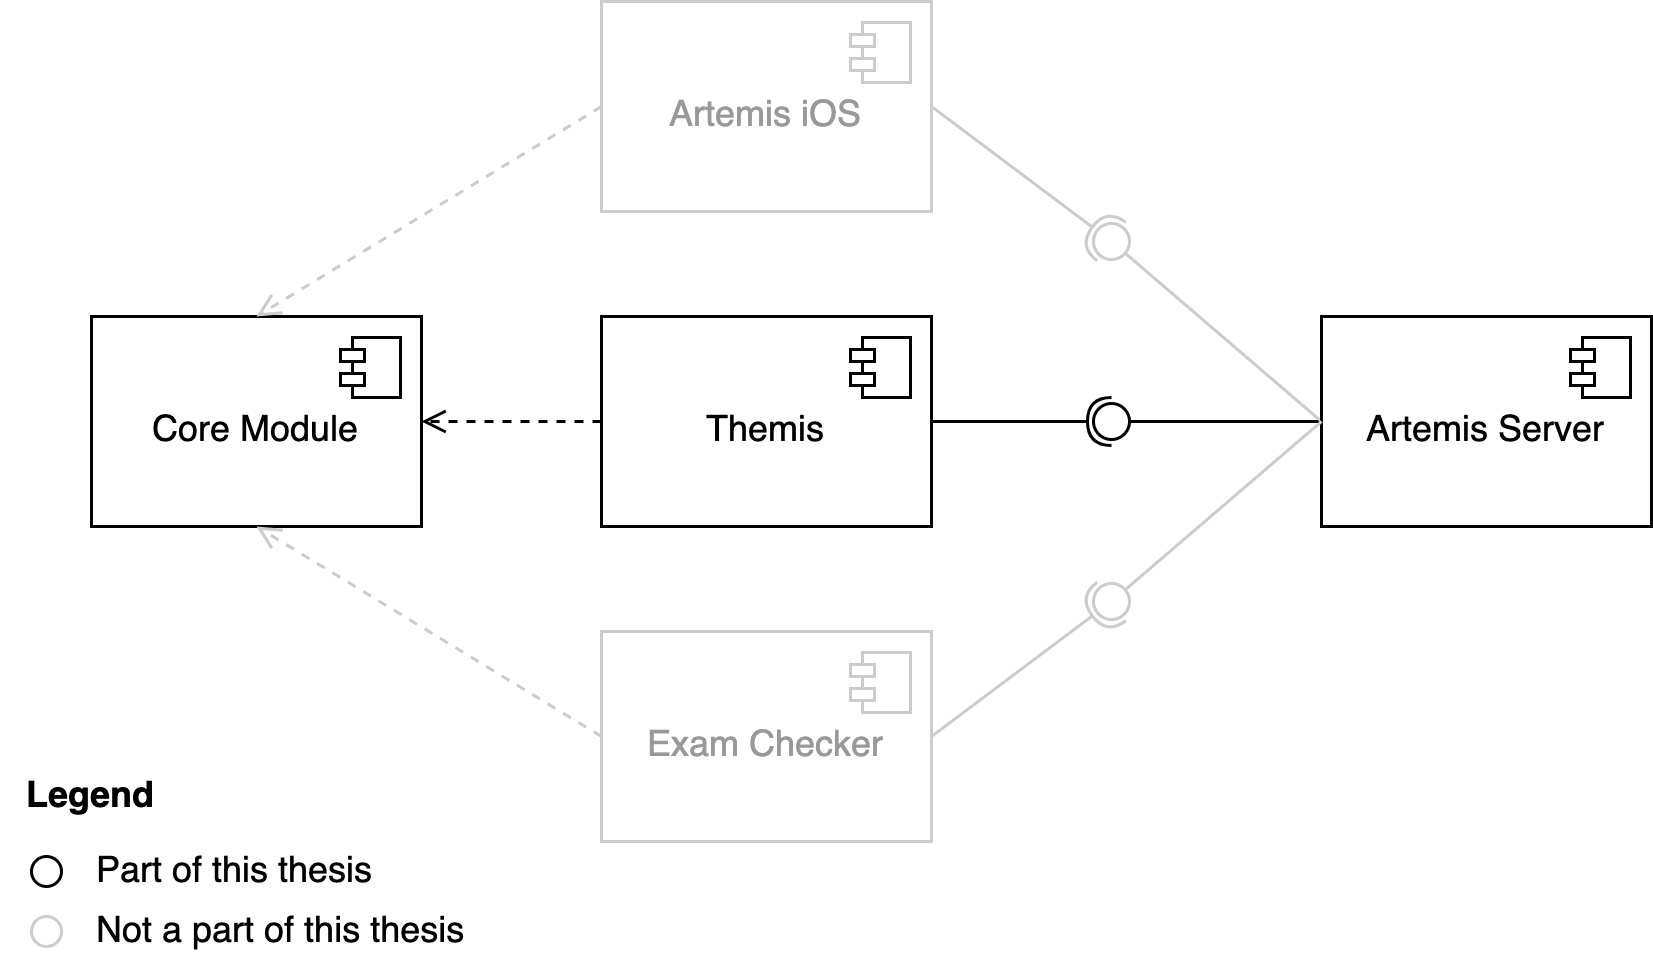 Artemis iOS
Core Module
Themis
Artemis Server
Exam Checker
Legend
Part of this thesis
Not a part of this thesis